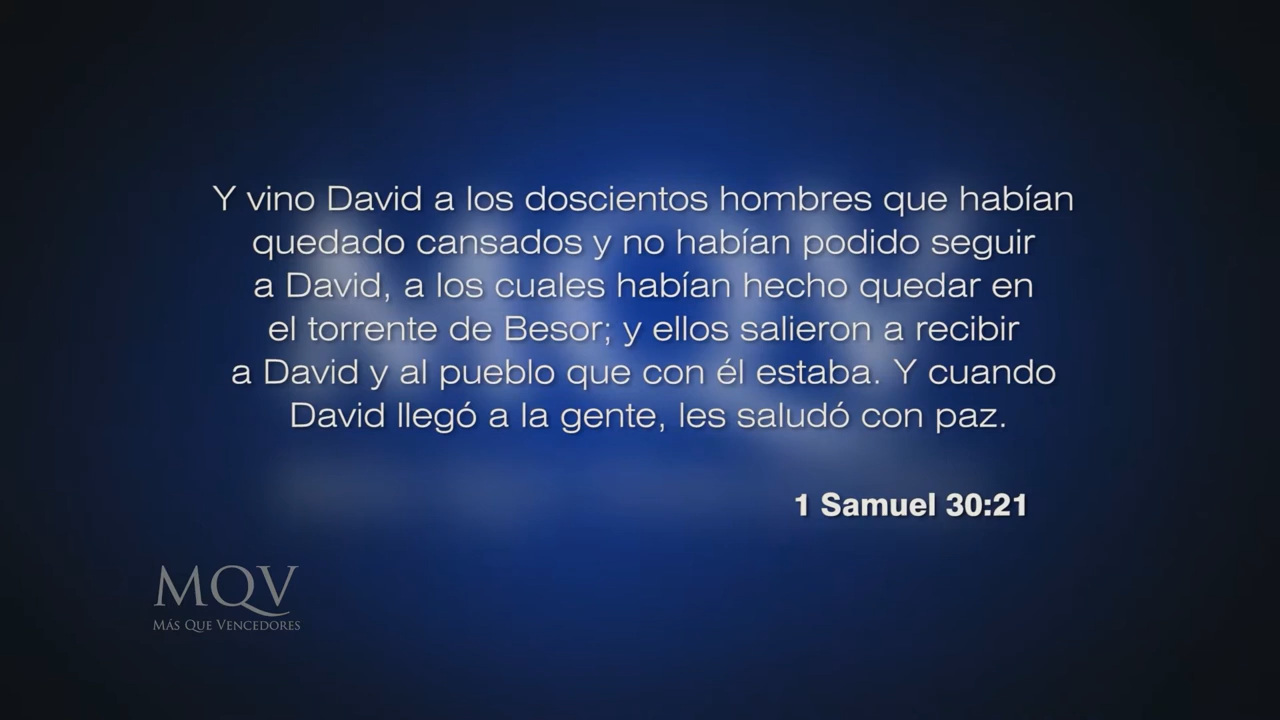 Y vino David a los doscientos hombres que habían
quedado cansados y no habían podido seguir
a David, a los cuales habían hecho quedar en
el torrente de Besor; y ellos salieron a recibir
a David y al pueblo que con él estaba. Y cuando
David llegó a la gente, les saludó con paz.
1 Samuel 30:21
MQV
MÁS QUE VENCEDORES